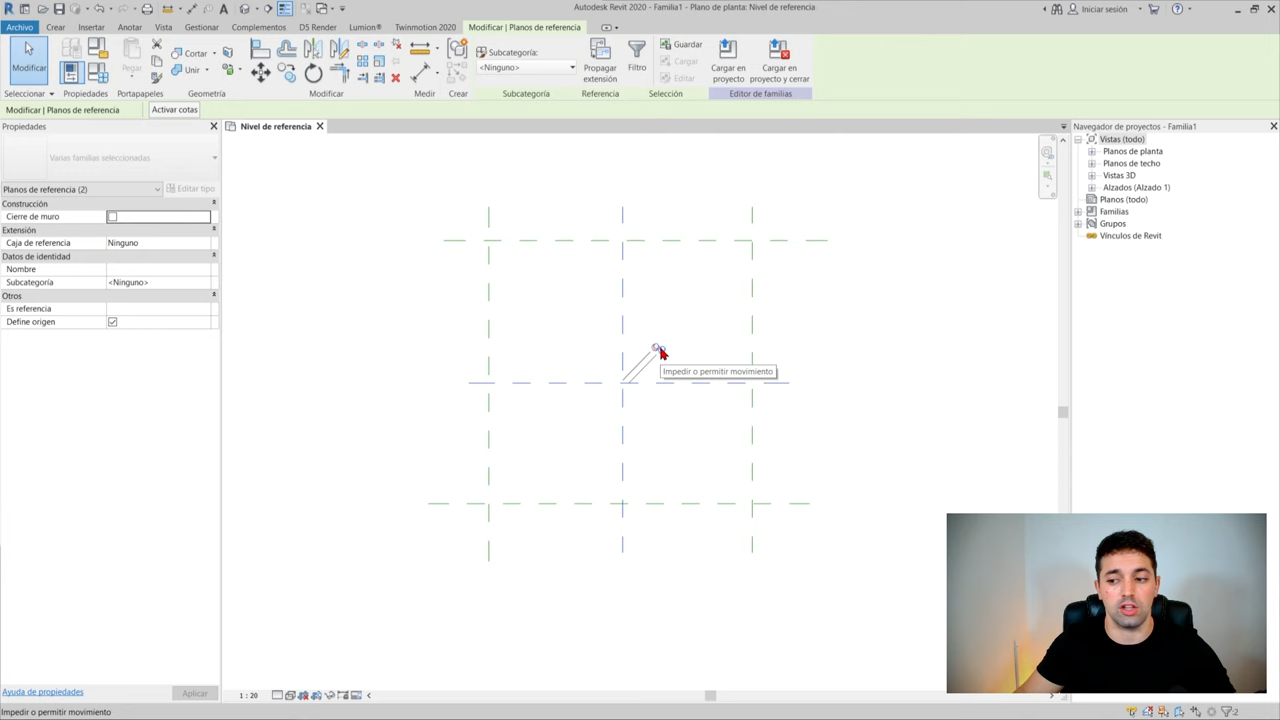 Autodesk Revit 2020 - Familia1 - Plano de planta: Nivel de referencia
Iniciar sesión
Archivo Crear Insertar Anotar Vista Gestionar Complementos D5 Render Lumion® Twinmotion 2020 Modificar | Planos de referencia
Modificar
Pegar
Cortar
Unir
Subcategoría:
<Ninguno>
Propagar
extensión
Filtro
Guardar
Cargar
Editar
Cargar en
proyecto
Cargar en
proyecto y cerrar
Seleccionar Propiedades Portapapeles Geometría Modificar Medir Crear Subcategoría Referencia Selección Editor de familias
Modificar | Planos de referencia Activar cotas
Propiedades
Varias familias seleccionadas
Planos de referencia (2) Editar tipo
Construcción
Cierre de muro
Extensión
Caja de referencia Ninguno
Datos de identidad
Nombre
Subcategoría <Ninguno>
Otros
Es referencia
Define origen
Ayuda de propiedades Aplicar
Nivel de referencia
Impedir o permitir movimiento
1 : 20
Navegador de proyectos - Familia1
Vistas (todo)
Planos de planta
Planos de techo
Vistas 3D
Alzados (Alzado 1)
Planos (todo)
Familias
Grupos
Vínculos de Revit
Impedir o permitir movimiento
:2